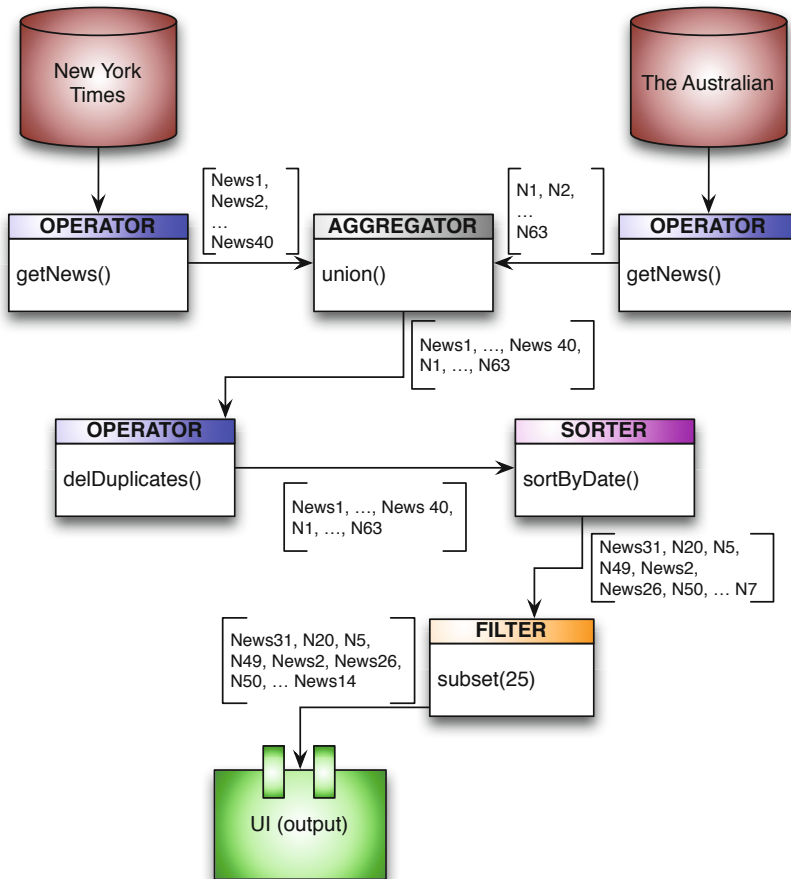 New York
Times
The Australian
News1,
News2,
...
News40
N1, N2,
...
N63
OPERATOR
getNews()
AGGREGATOR
union()
OPERATOR
getNews()
News1, ..., News 40,
N1, ..., N63
OPERATOR
delDuplicates()
SORTER
sortByDate()
News1, ..., News 40,
N1, ..., N63
News31, N20, N5,
N49, News2,
News26, N50, ... N7
News31, N20, N5,
N49, News2, News26,
N50, ... News14
FILTER
subset(25)
UI (output)